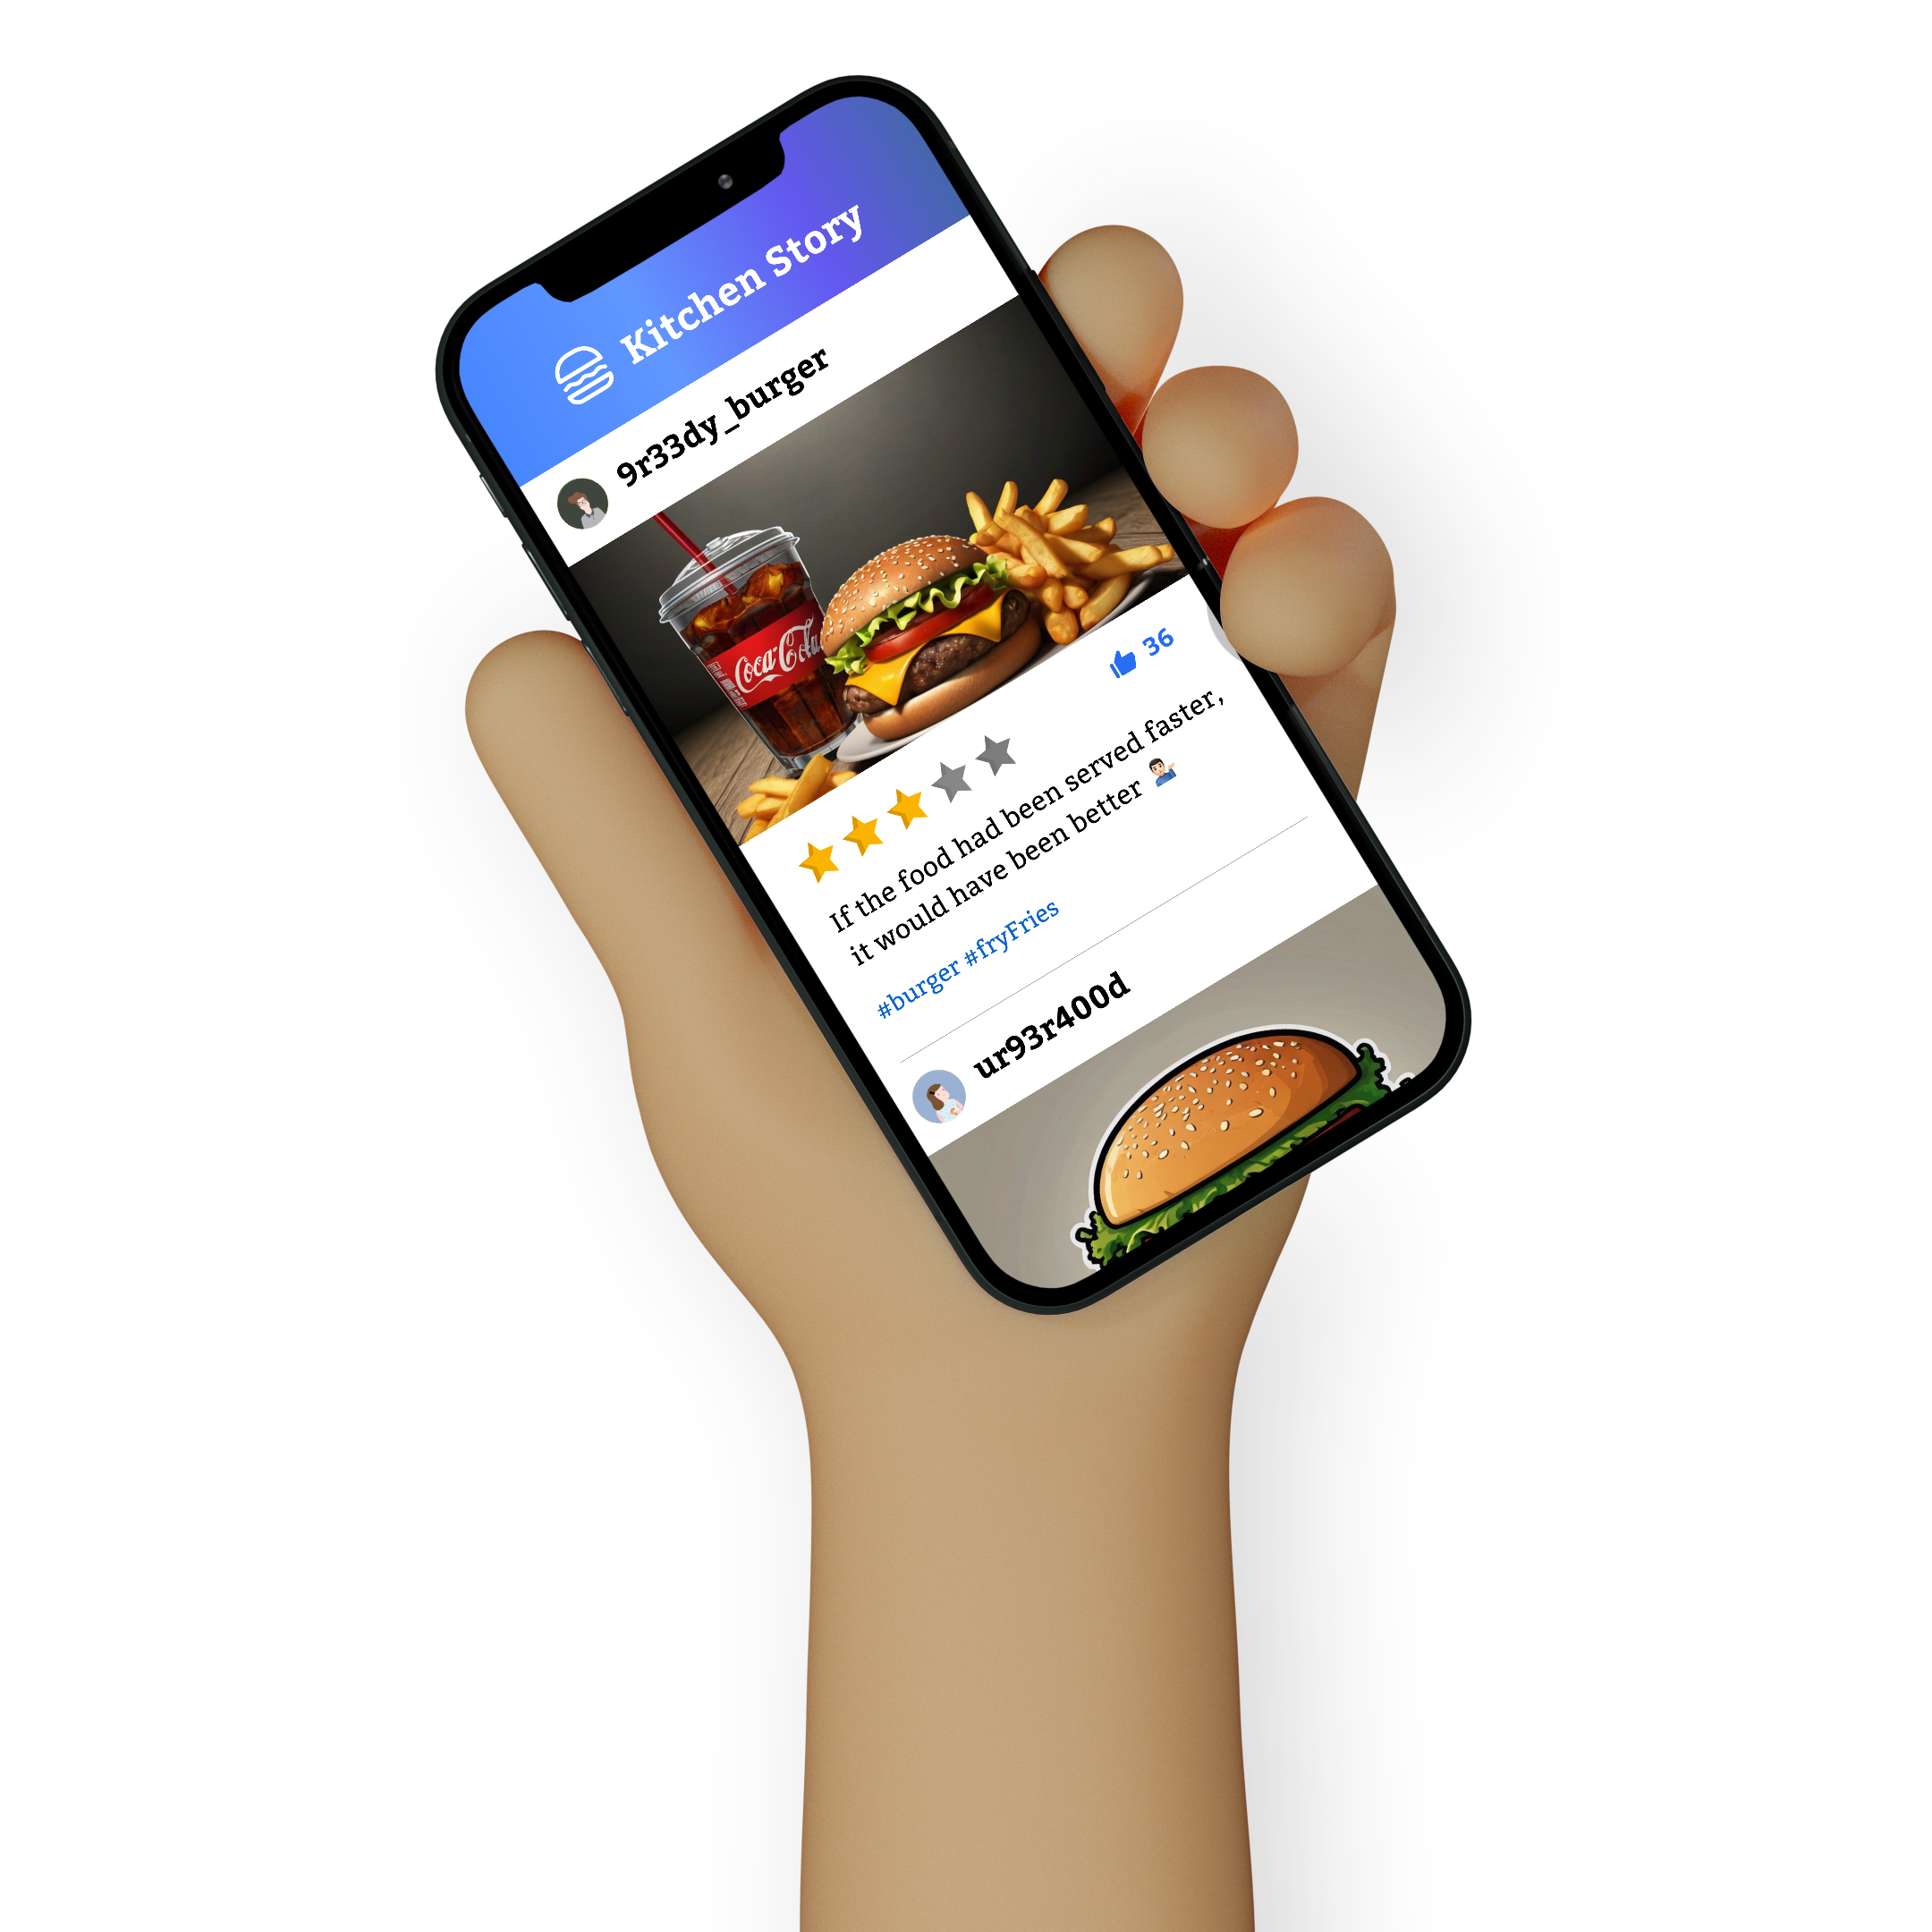 Kitchen Story
9r33dy_burger
Coca-Cola
36
If the food had been served faster,
it would have been better
#burger #fryFries
ur93r400d